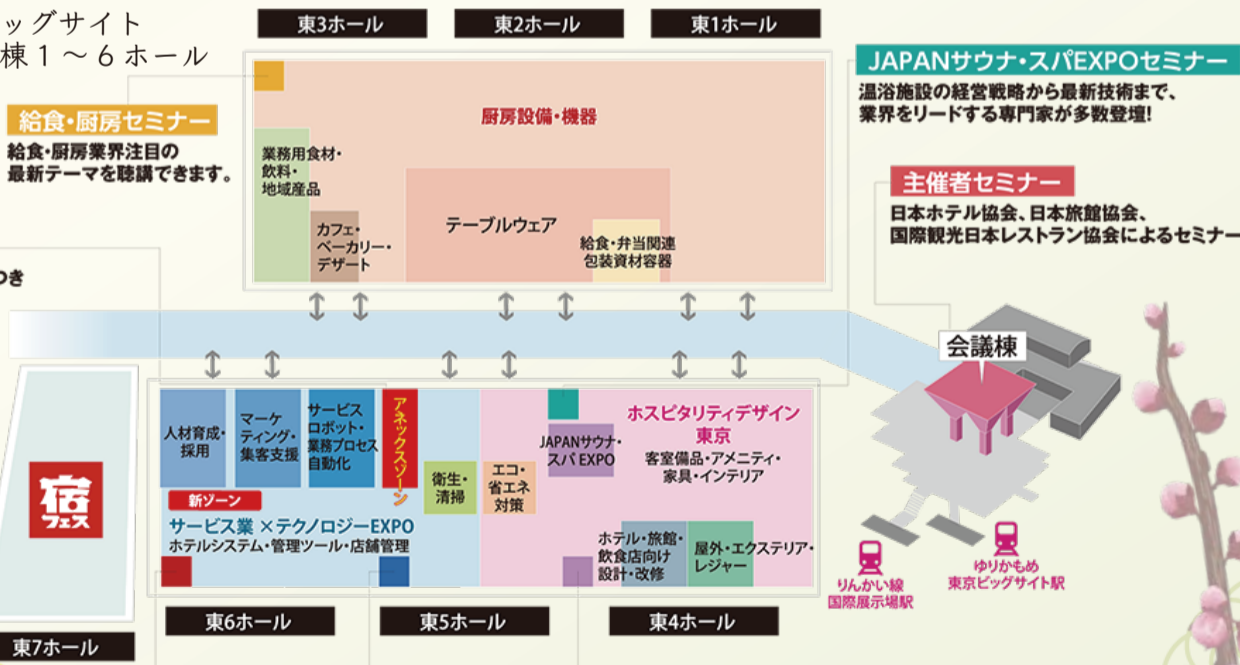 ッグサイト
棟１～６ホール
東3ホール
東2ホール
東1ホール
給食・厨房セミナー
給食・厨房業界注目の
最新テーマを聴講できます。
厨房設備・機器
業務用食材・
飲料・
地域産品
カフェ・
ベーカリー・
デザート
テーブルウェア
給食・弁当関連
包装資材容器
JAPANサウナ・スパEXPOセミナー
温浴施設の経営戦略から最新技術まで、
業界をリードする専門家が多数登壇!
主催者セミナー
日本ホテル協会、日本旅館協会、
国際観光日本レストラン協会によるセミナー
つき
会議棟
宿
フェス
人材育成・
採用
マーケ
ティング・
集客支援
サービス
ロボット・
業務プロセス
自動化
アネックスゾーン
衛生・
清掃
エコ・
省エネ
対策
JAPANサウナ・
スパ EXPO
ホスピタリティデザイン
東京
客室備品・アメニティ・
家具・インテリア
新ゾーン
サービス業 ×テクノロジーEXPO
ホテルシステム・管理ツール・店舗管理
ホテル・旅館・
飲食店向け
設計・改修
屋外・エクステリア・
レジャー
りんかい線
国際展示場駅
ゆりかもめ
東京ビッグサイト駅
東7ホール
東6ホール
東5ホール
東4ホール